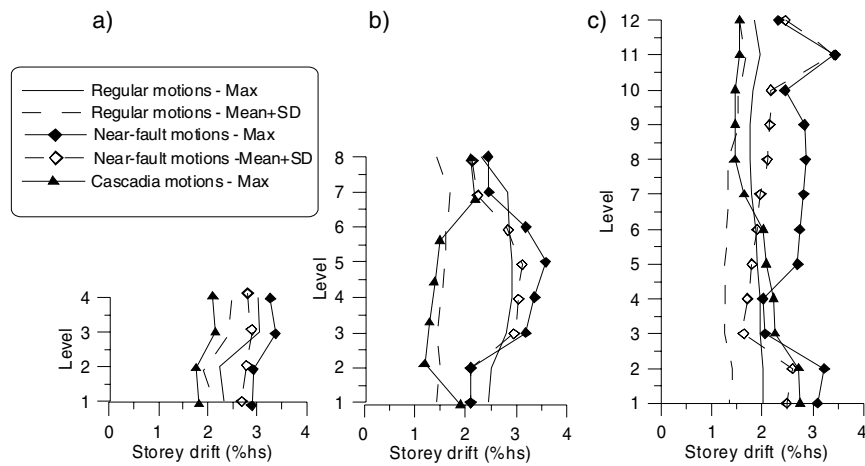 a)
b)
c)
Regular motions - Max
Regular motions - Mean+SD
Near-fault motions - Max
Near-fault motions -Mean+SD
Cascadia motions - Max
4
3
2
1
Level
0 1 2 3 4
Storey drift (%hs)
8
7
6
5
4
3
2
1
Level
0 1 2 3 4
Storey drift (%hs)
12
11
10
9
8
7
6
5
4
3
2
1
Level
0 1 2 3 4
Storey drift (%hs)